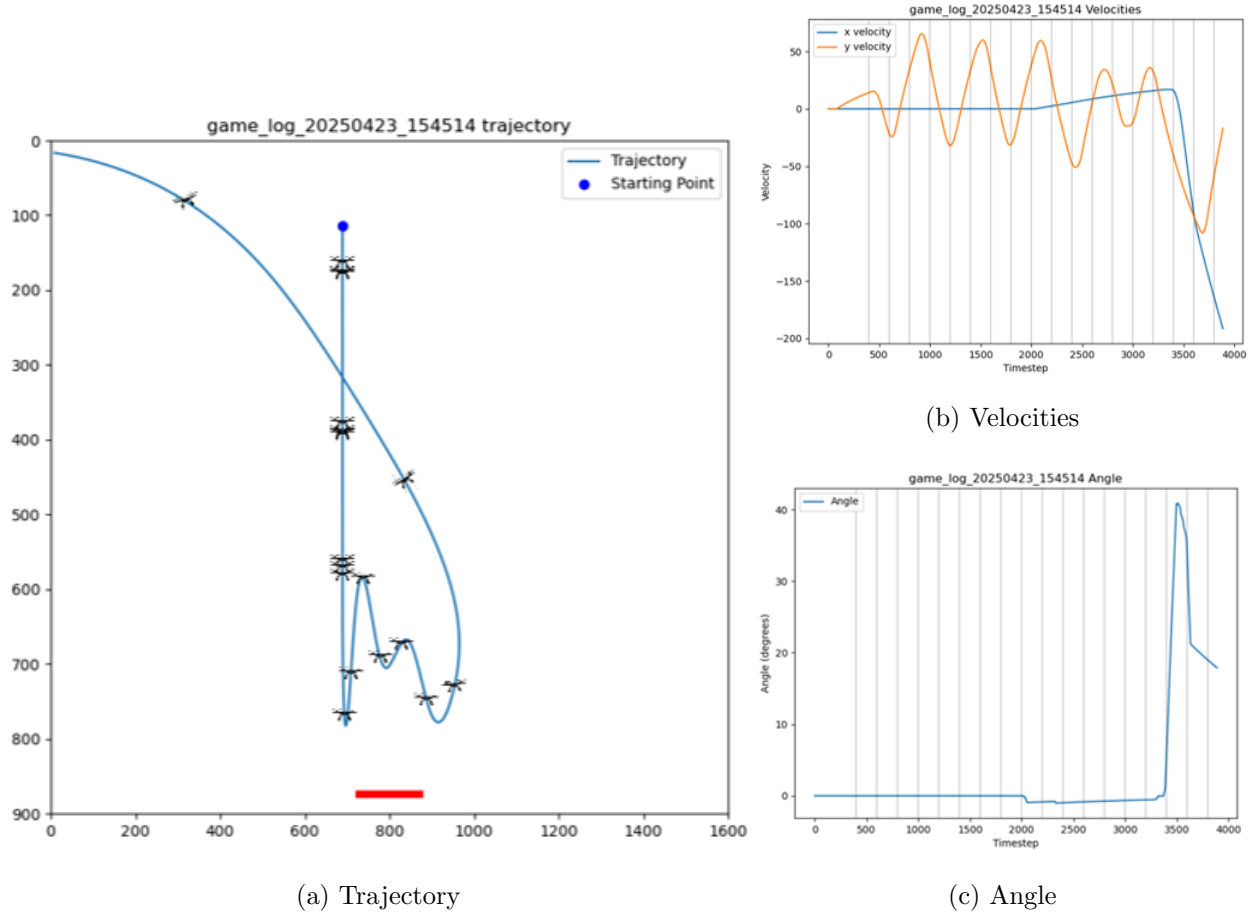 game_log_20250423_154514 trajectory
Trajectory
Starting Point
0
100
200
300
400
500
600
700
800
900
0 200 400 600 800 1000 1200 1400 1600
(a) Trajectory
game_log_20250423_154514 Velocities
x velocity
y velocity
Velocity
50
0
−50
−100
−150
−200
0 500 1000 1500 2000 2500 3000 3500 4000
Timestep
(b) Velocities
game_log_20250423_154514 Angle
Angle
Angle (degrees)
40
30
20
10
0
0 500 1000 1500 2000 2500 3000 3500 4000
Timestep
(c) Angle